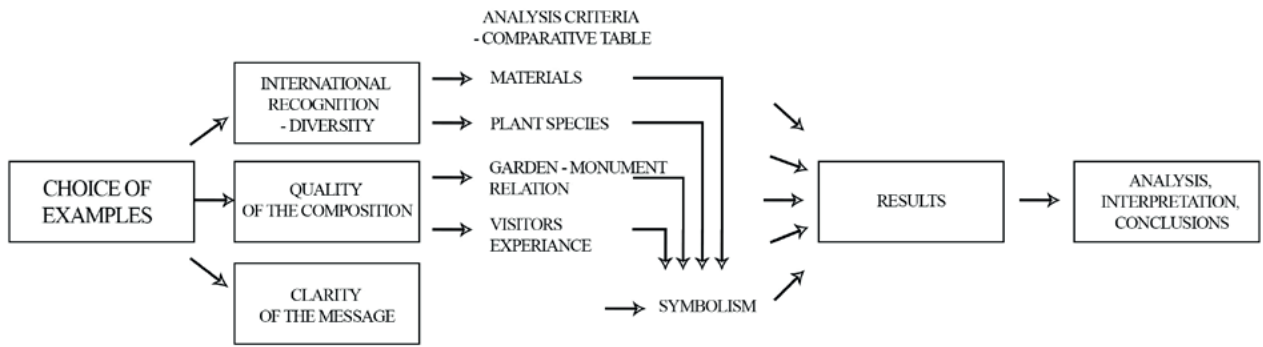 ANALYSIS CRITERIA
- COMPARATIVE TABLE
CHOICE OF
EXAMPLES
INTERNATIONAL
RECOGNITION
- DIVERSITY
QUALITY
OF THE COMPOSITION
CLARITY
OF THE MESSAGE
MATERIALS
PLANT SPECIES
GARDEN - MONUMENT
RELATION
VISITORS
EXPERIANCE
SYMBOLISM
RESULTS
ANALYSIS,
INTERPRETATION,
CONCLUSIONS